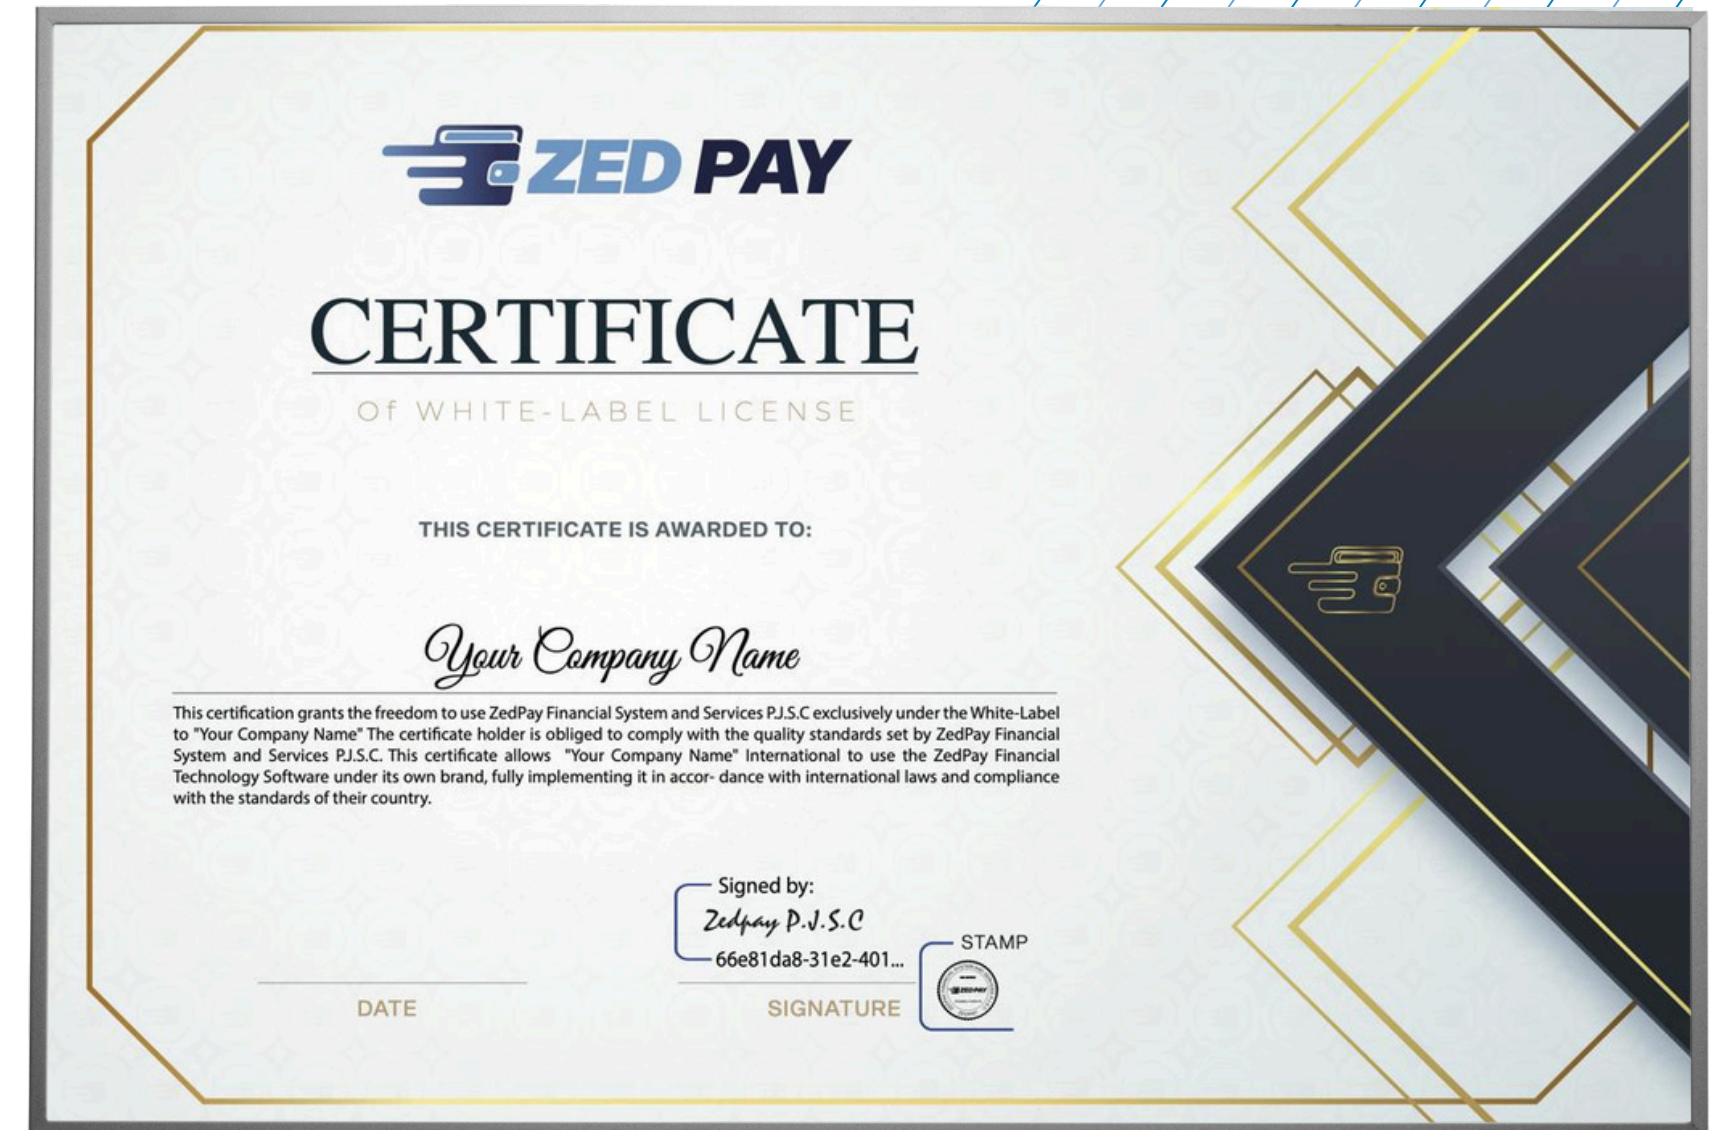 ZED PAY
CERTIFICATE
Of WHITE-LABEL LICENSE
THIS CERTIFICATE IS AWARDED TO:
Your Company Name
This certification grants the freedom to use ZedPay Financial System and Services P.J.S.C exclusively under the White-Label
to "Your Company Name" The certificate holder is obliged to comply with the quality standards set by ZedPay Financial
System and Services P.J.S.C. This certificate allows "Your Company Name" International to use the ZedPay Financial
Technology Software under its own brand, fully implementing it in accor- dance with international laws and compliance
with the standards of their country.
Signed by:
Zedpay P.J.S.C
66e81da8-31e2-401...
STAMP
ZED PAY
DATE
SIGNATURE